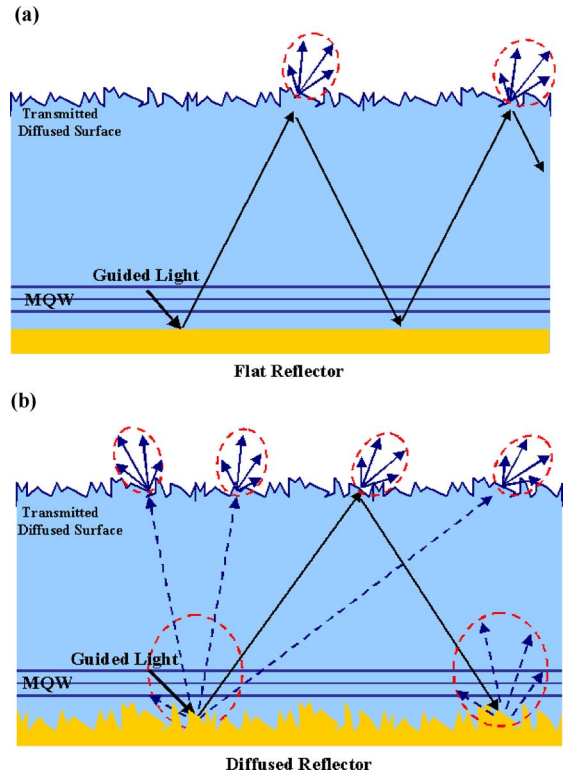 (a)
Transmitted
Diffused Surface
Guided Light
MQW
Flat Reflector
(b)
Transmitted
Diffused Surface
Guided Light
MQW
Diffused Reflector